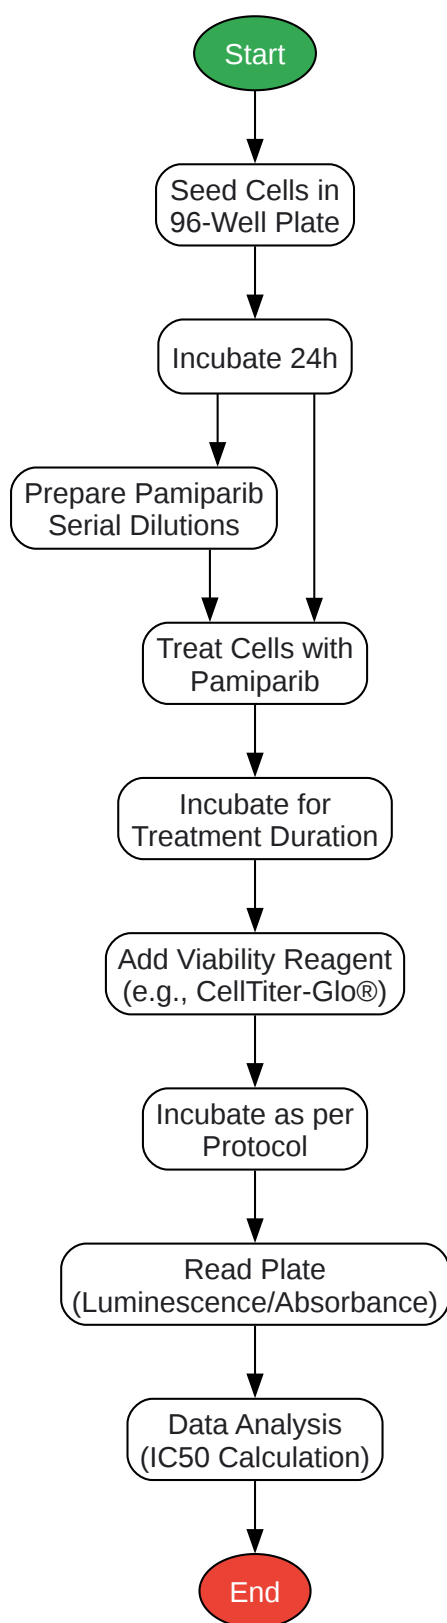 Start
Seed Cells in
96-Well Plate
Incubate 24h
Prepare Pamiparib
Serial Dilutions
Treat Cells with
Pamiparib
Incubate for
Treatment Duration
Add Viability Reagent
(e.g., CellTiter-Glo®)
Incubate as per
Protocol
Read Plate
(Luminescence/Absorbance)
Data Analysis
(IC50 Calculation)
End